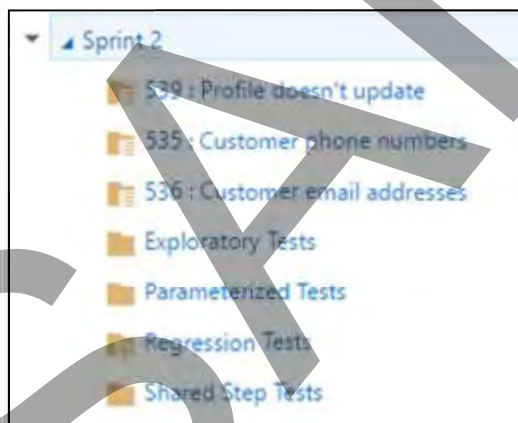 Sprint 2
539 : Profile doesn't update
535 : Customer phone numbers
536 : Customer email addresses
Exploratory Tests
Parameterized Tests
Regression Tests
Shared Step Tests